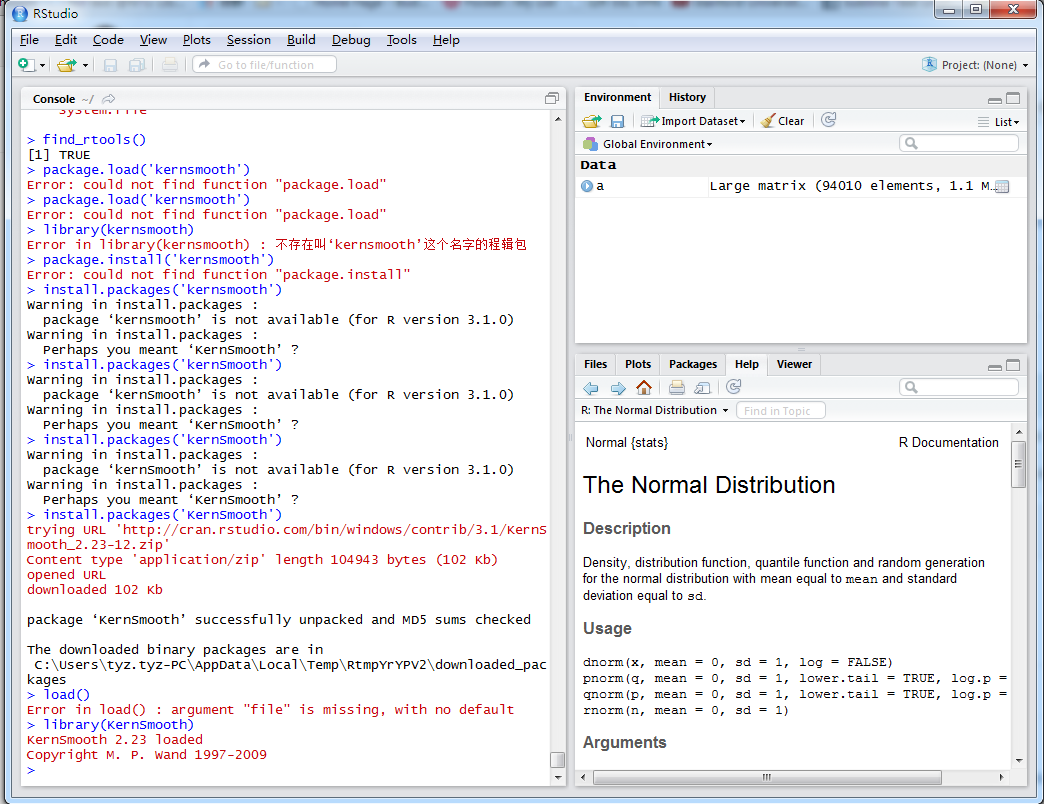 RStudio
File Edit Code View Plots Session Build Debug Tools Help
Go to file/function
Project: (None)
Console ~/
system.file
> find_rtools()
[1] TRUE
> package.load('kernsmooth')
Error: could not find function "package.load"
> package.load('kernsmooth')
Error: could not find function "package.load"
> library(kernsmooth)
Error in library(kernsmooth) : 不存在叫‘kernsmooth’这个名字的程辑包
> package.install('kernsmooth')
Error: could not find function "package.install"
> install.packages('kernsmooth')
Warning in install.packages :
package ‘kernsmooth’ is not available (for R version 3.1.0)
Warning in install.packages :
Perhaps you meant ‘KernSmooth’ ?
> install.packages('kernSmooth')
Warning in install.packages :
package ‘kernSmooth’ is not available (for R version 3.1.0)
Warning in install.packages :
Perhaps you meant ‘KernSmooth’ ?
> install.packages('kernSmooth')
Warning in install.packages :
package ‘kernSmooth’ is not available (for R version 3.1.0)
Warning in install.packages :
Perhaps you meant ‘KernSmooth’ ?
> install.packages('KernSmooth')
trying URL 'http://cran.rstudio.com/bin/windows/contrib/3.1/KernS
mooth_2.23-12.zip'
Content type 'application/zip' length 104943 bytes (102 Kb)
opened URL
downloaded 102 Kb
package ‘KernSmooth’ successfully unpacked and MD5 sums checked
The downloaded binary packages are in
C:\Users\tyz.tyz-PC\AppData\Local\Temp\RtmpYrYPV2\downloaded_pac
kages
> load()
Error in load() : argument "file" is missing, with no default
> library(KernSmooth)
KernSmooth 2.23 loaded
Copyright M. P. Wand 1997-2009
>
Environment History
Import Dataset Clear List
Global Environment
Data
a Large matrix (94010 elements, 1.1 M…
Files Plots Packages Help Viewer
R: The Normal Distribution Find in Topic
Normal {stats} R Documentation
The Normal Distribution
Description
Density, distribution function, quantile function and random generation
for the normal distribution with mean equal to mean and standard
deviation equal to sd.
Usage
dnorm(x, mean = 0, sd = 1, log = FALSE)
pnorm(q, mean = 0, sd = 1, lower.tail = TRUE, log.p =
qnorm(p, mean = 0, sd = 1, lower.tail = TRUE, log.p =
rnorm(n, mean = 0, sd = 1)
Arguments